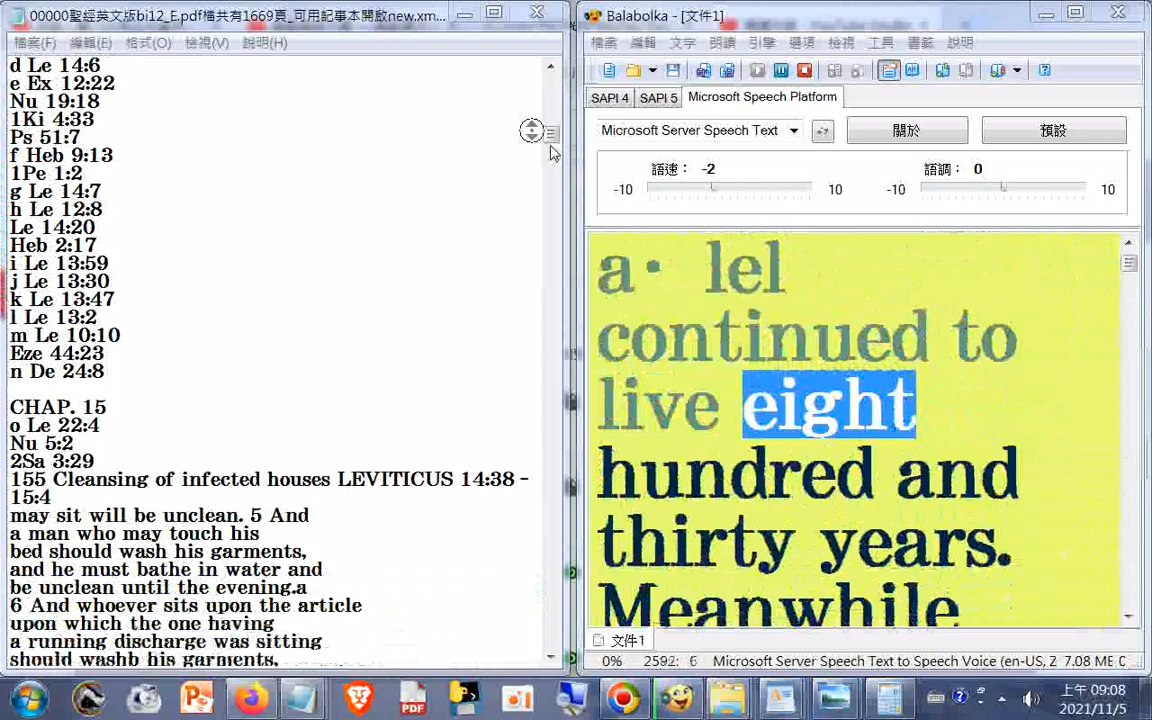 00000聖經英文版bi12_E.pdf檔共有1669頁_可用記事本開啟new.xm...
檔案(F) 編輯(E) 格式(O) 檢視(V) 說明(H)
d Le 14:6
e Ex 12:22
Nu 19:18
1Ki 4:33
Ps 51:7
f Heb 9:13
1Pe 1:2
g Le 14:7
h Le 12:8
Le 14:20
Heb 2:17
i Le 13:59
j Le 13:30
k Le 13:47
l Le 13:2
m Le 10:10
Eze 44:23
n De 24:8
CHAP. 15
o Le 22:4
Nu 5:2
2Sa 3:29
155 Cleansing of infected houses LEVITICUS 14:38 -
15:4
may sit will be unclean. 5 And
a man who may touch his
bed should wash his garments,
and he must bathe in water and
be unclean until the evening.a
6 And whoever sits upon the article
upon which the one having
a running discharge was sitting
should washb his garments,
Balabolka - [文件1]
檔案 編輯 文字 朗讀 引擎 選項 檢視 工具 書籤 說明
SAPI 4 SAPI 5 Microsoft Speech Platform
Microsoft Server Speech Text 關於 預設
語速： -2 語調： 0
-10 10 -10 10
a· lel
continued to
live eight
hundred and
thirty years.
Meanwhile
文件1
0% 2592: 6 Microsoft Server Speech Text to Speech Voice (en-US, Z 7.08 ME
PDF
上午 09:08
2021/11/5